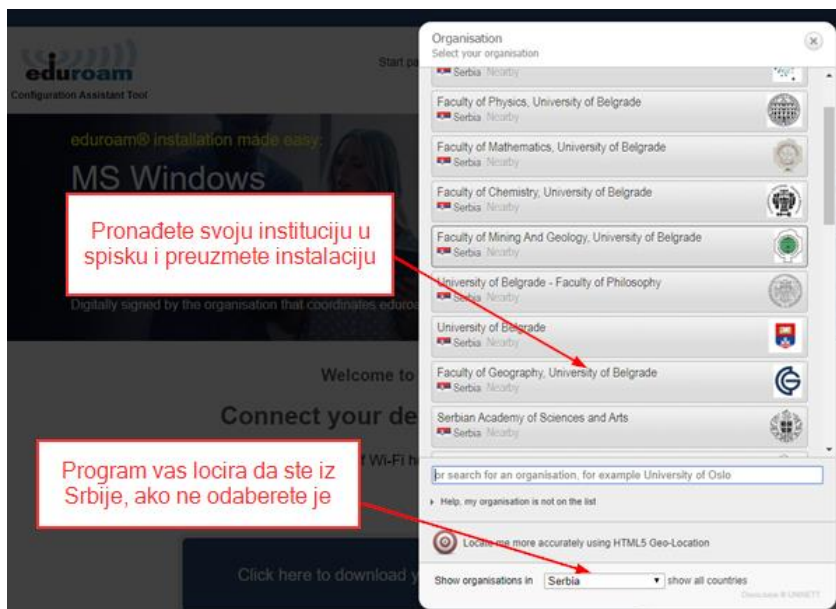 eduroam
Configuration Assistant Tool
Start pa
eduroam® installation made easy:
MS Windows
Digitally signed by the organisation that coordinates eduroa
Welcome to
Connect your de
Wi-Fi h
Click here to download y
Pronađete svoju instituciju u
spisku i preuzmete instalaciju
Program vas locira da ste iz
Srbije, ako ne odaberete je
Organisation
Select your organisation
Serbia Nearby
Faculty of Physics, University of Belgrade
Serbia Nearby
Faculty of Mathematics, University of Belgrade
Serbia Nearby
Faculty of Chemistry, University of Belgrade
Serbia Nearby
Faculty of Mining And Geology, University of Belgrade
Serbia Nearby
University of Belgrade - Faculty of Philosophy
Serbia Nearby
University of Belgrade
Serbia Nearby
Faculty of Geography, University of Belgrade
Serbia Nearby
Serbian Academy of Sciences and Arts
Serbia Nearby
or search for an organisation, for example University of Oslo
Help, my organisation is not on the list
Locate me more accurately using HTML5 Geo-Location
Show organisations in Serbia show all countries
DiscoJuice © UNINETT